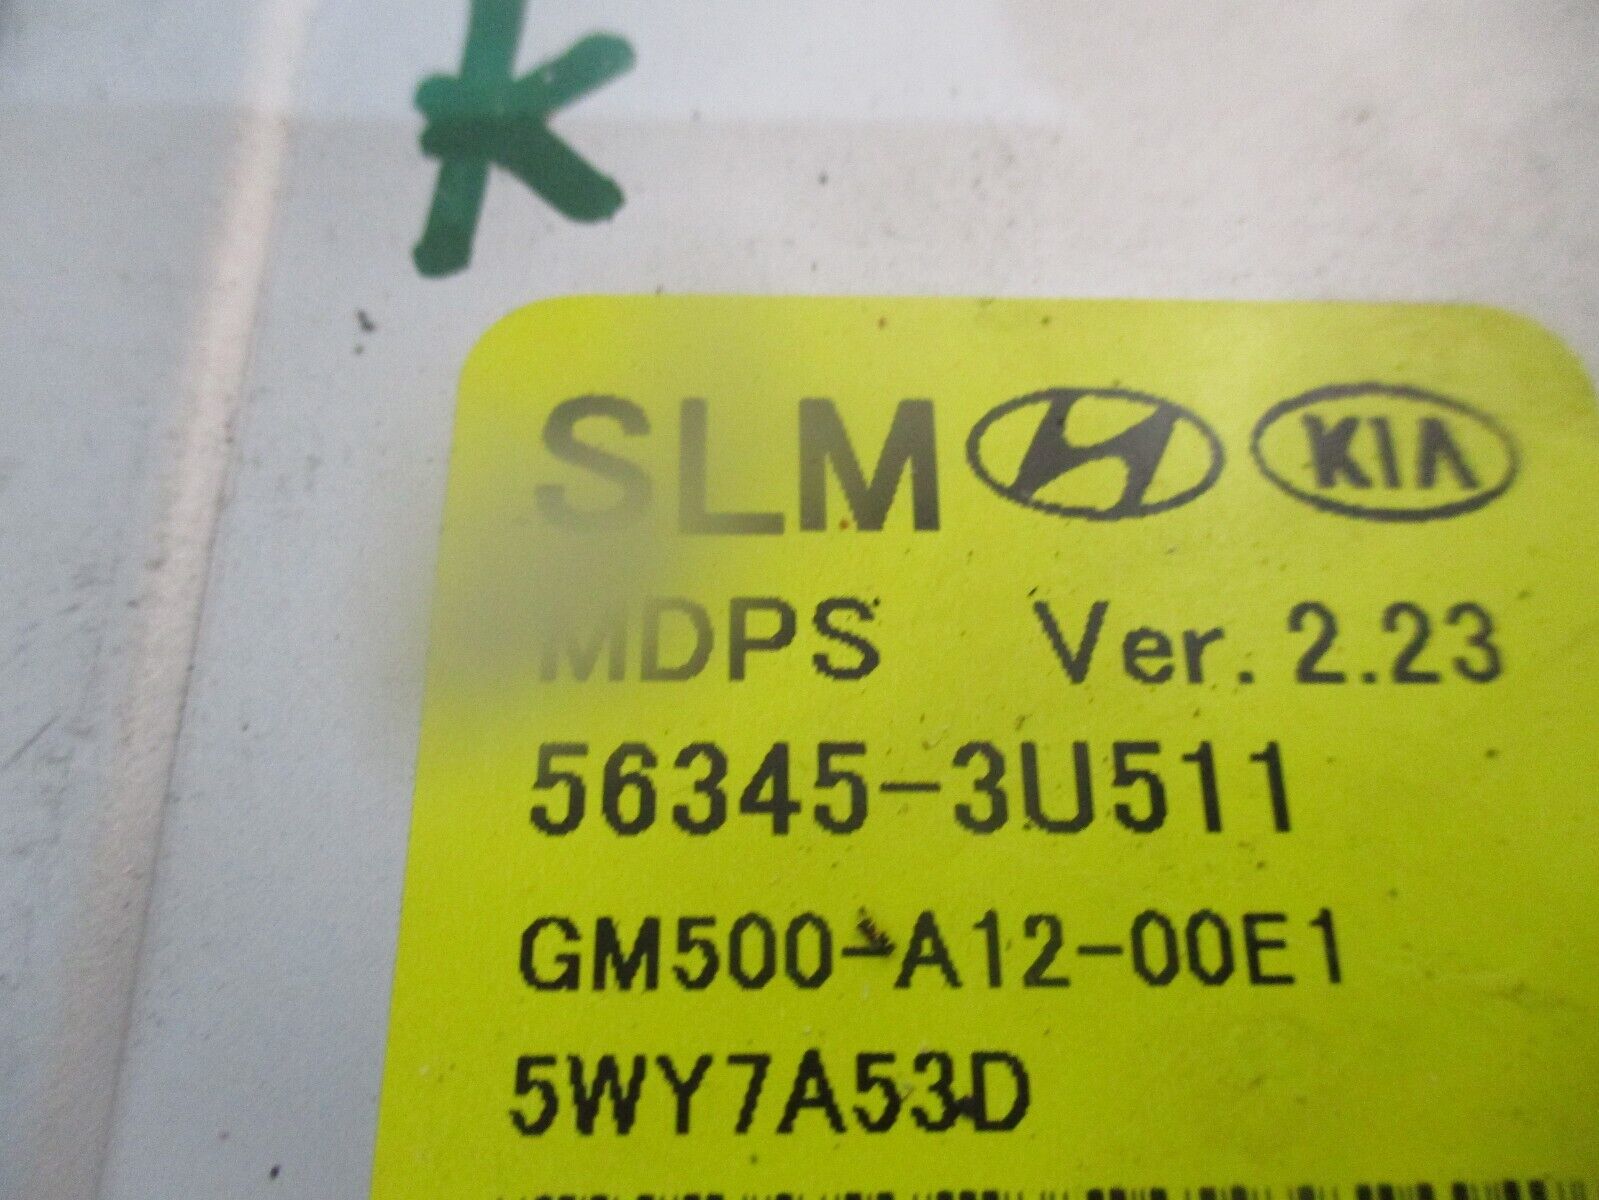 K
SLM KIA
MDPS Ver. 2.23
56345-3U511
GM500-A12-00E1
5WY7A53D